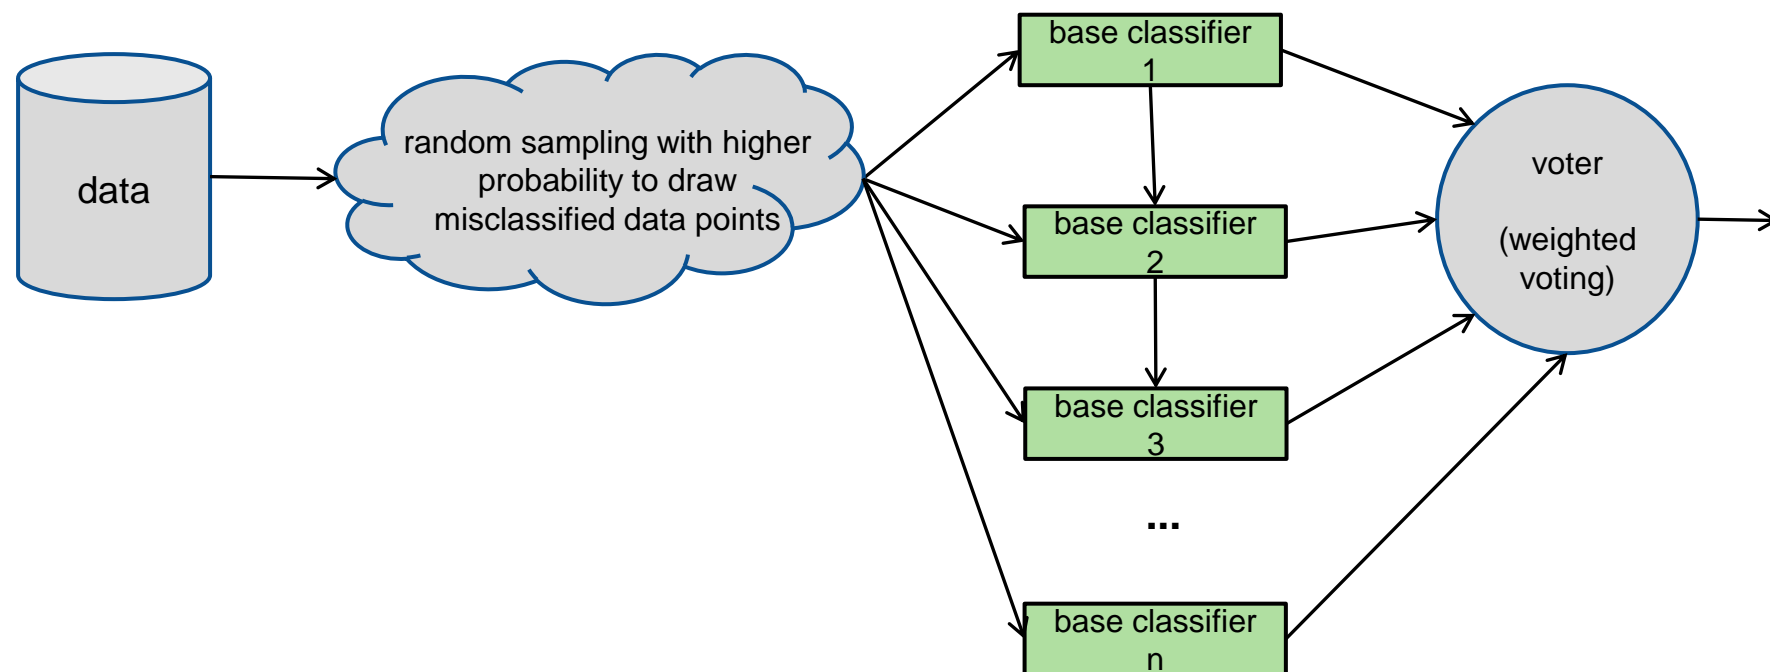 data
random sampling with higher
probability to draw
misclassified data points
base classifier
1
base classifier
2
base classifier
3
...
base classifier
n
voter
(weighted
voting)